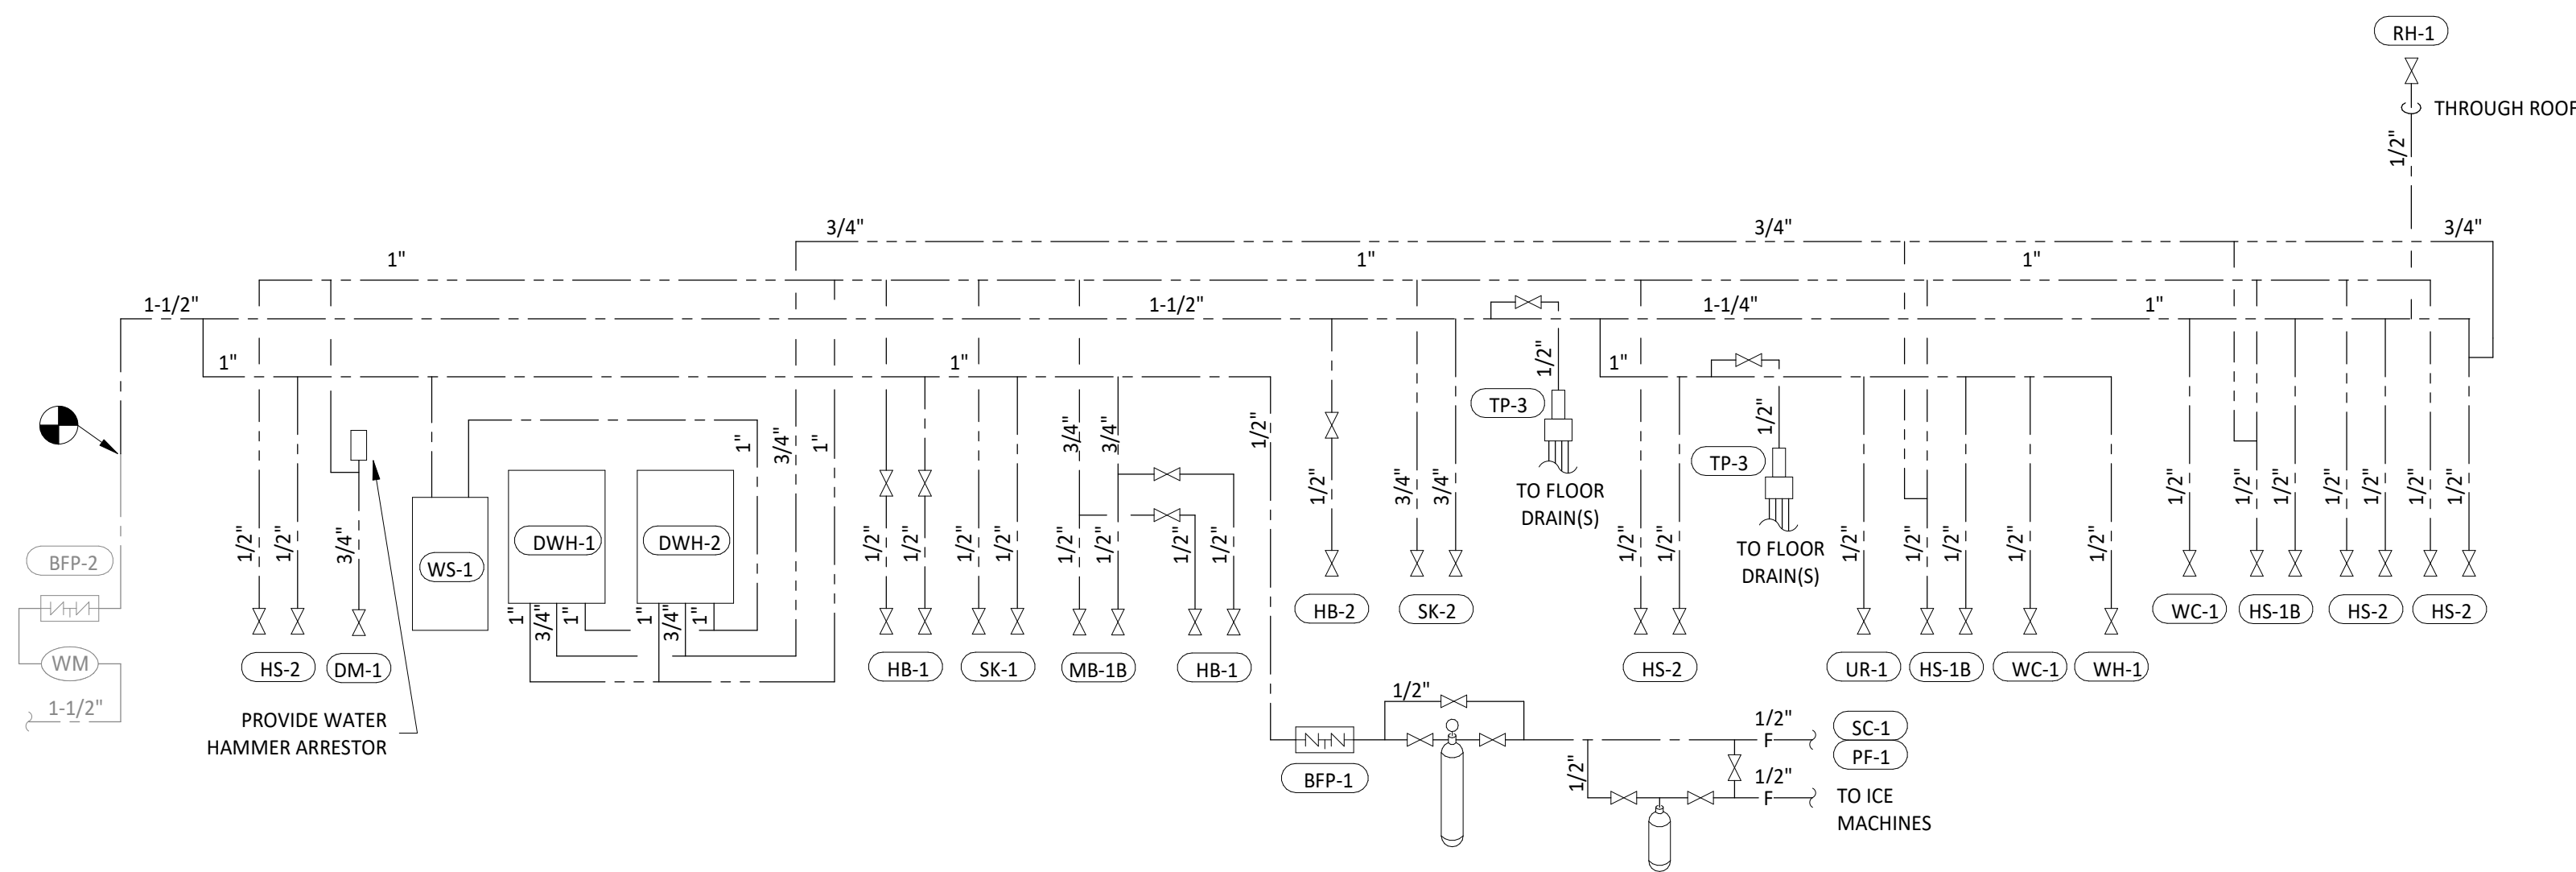 RH-1
THROUGH ROOF
1/2"
3/4" 3/4" 3/4"
1" 1" 1"
1-1/2" 1-1/2" 1-1/4" 1"
1" 1" 1"
1/2" 1/2"
TP-3
TP-3
TO FLOOR
DRAIN(S)
TO FLOOR
DRAIN(S)
1" 3/4" 1"
3/4" 3/4" 1/2"
1/2" 3/4" 3/4"
1/2" 1/2" 1/2" 1/2" 1/2" 1/2" 1/2"
1/2" 1/2" 3/4"
1/2" 1/2" 1/2" 1/2" 1/2" 1/2" 1/2" 1/2"
1/2" 1/2" 1/2" 1/2" 1/2" 1/2" 1/2"
BFP-2
WS-1
DWH-1
DWH-2
1" 3/4" 1" 1" 3/4" 1"
HB-2
SK-2
WC-1
HS-1B
HS-2
HS-2
WM
1-1/2"
HS-2
DM-1
HB-1
SK-1
MB-1B
HB-1
HS-2
UR-1
HS-1B
WC-1
WH-1
PROVIDE WATER
HAMMER ARRESTOR
1/2"
BFP-1
1/2"
1/2"
F
SC-1
PF-1
1/2"
F
TO ICE
MACHINES